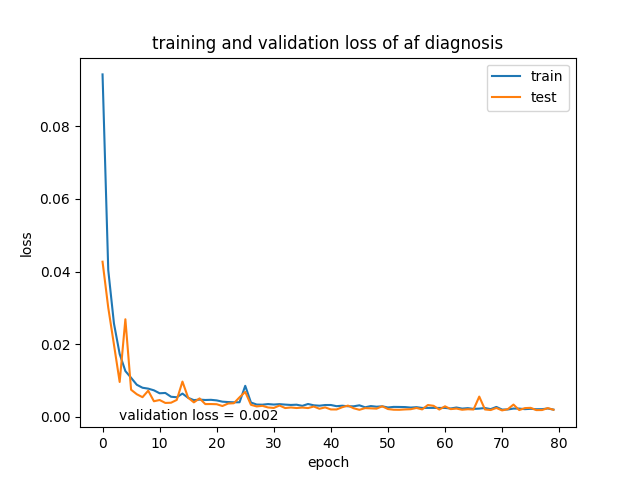 training and validation loss of af diagnosis
train
test
loss
0.08
0.06
0.04
0.02
0.00
validation loss = 0.002
0 10 20 30 40 50 60 70 80
epoch